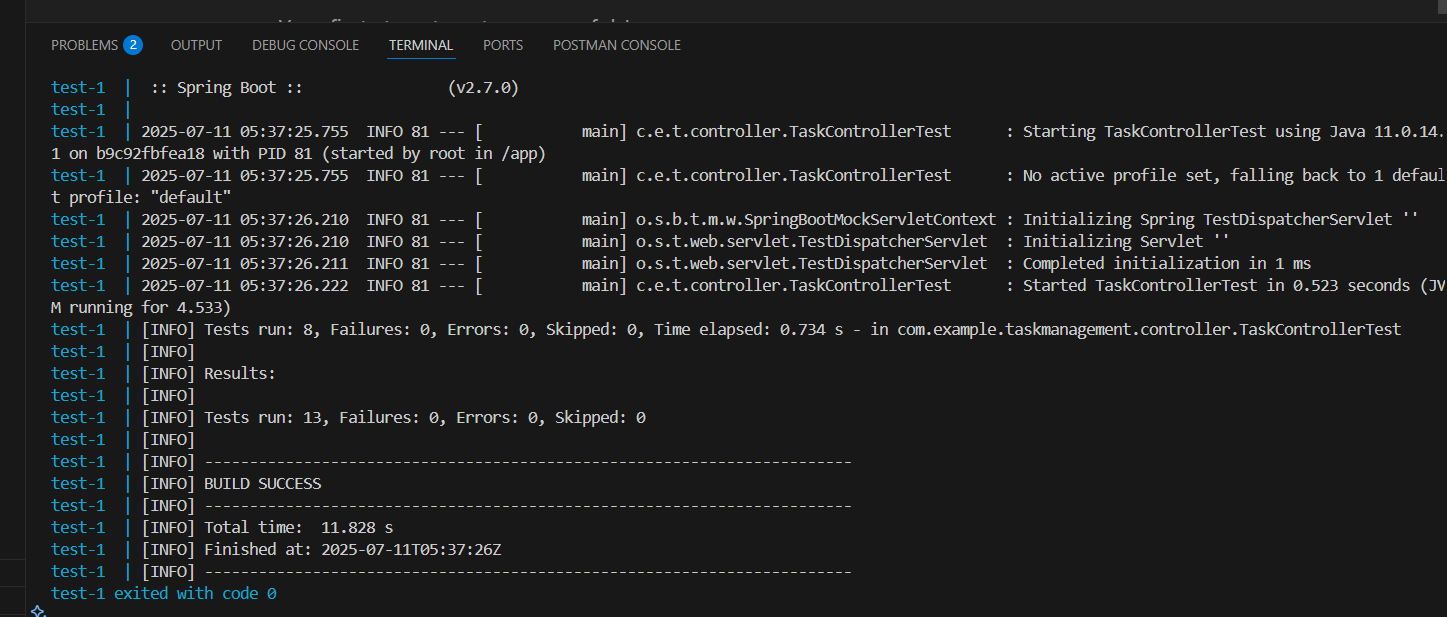 PROBLEMS 2 OUTPUT DEBUG CONSOLE TERMINAL PORTS POSTMAN CONSOLE
test-1 | :: Spring Boot :: (v2.7.0)
test-1 |
test-1 | 2025-07-11 05:37:25.755 INFO 81 --- [ main] c.e.t.controller.TaskControllerTest : Starting TaskControllerTest using Java 11.0.14.
1 on b9c92fbfea18 with PID 81 (started by root in /app)
test-1 | 2025-07-11 05:37:25.755 INFO 81 --- [ main] c.e.t.controller.TaskControllerTest : No active profile set, falling back to 1 defaul
t profile: "default"
test-1 | 2025-07-11 05:37:26.210 INFO 81 --- [ main] o.s.b.t.m.w.SpringBootMockServletContext : Initializing Spring TestDispatcherServlet ''
test-1 | 2025-07-11 05:37:26.210 INFO 81 --- [ main] o.s.t.web.servlet.TestDispatcherServlet : Initializing Servlet ''
test-1 | 2025-07-11 05:37:26.211 INFO 81 --- [ main] o.s.t.web.servlet.TestDispatcherServlet : Completed initialization in 1 ms
test-1 | 2025-07-11 05:37:26.222 INFO 81 --- [ main] c.e.t.controller.TaskControllerTest : Started TaskControllerTest in 0.523 seconds (JV
M running for 4.533)
test-1 | [INFO] Tests run: 8, Failures: 0, Errors: 0, Skipped: 0, Time elapsed: 0.734 s - in com.example.taskmanagement.controller.TaskControllerTest
test-1 | [INFO]
test-1 | [INFO] Results:
test-1 | [INFO]
test-1 | [INFO] Tests run: 13, Failures: 0, Errors: 0, Skipped: 0
test-1 | [INFO]
test-1 | [INFO] ------------------------------------------------------------------------
test-1 | [INFO] BUILD SUCCESS
test-1 | [INFO] ------------------------------------------------------------------------
test-1 | [INFO] Total time: 11.828 s
test-1 | [INFO] Finished at: 2025-07-11T05:37:26Z
test-1 | [INFO] ------------------------------------------------------------------------
test-1 exited with code 0